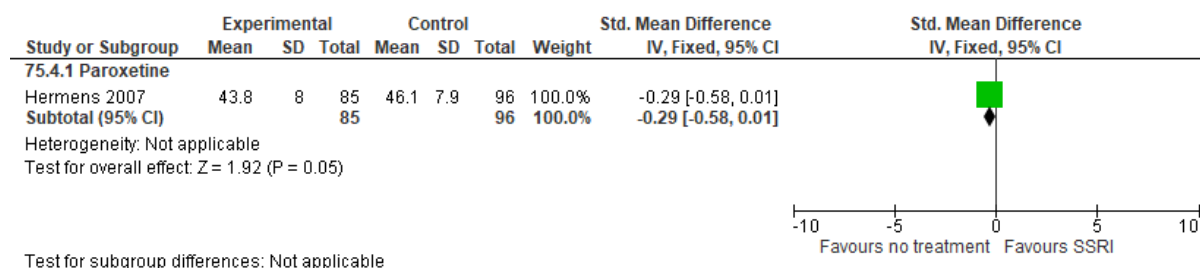 Experimental Control Std. Mean Difference Std. Mean Difference
Study or Subgroup Mean SD Total Mean SD Total Weight IV, Fixed, 95% CI IV, Fixed, 95% CI
75.4.1 Paroxetine
Hermens 2007 43.8 8 85 46.1 7.9 96 100.0% -0.29 [-0.58, 0.01]
Subtotal (95% CI) 85 96 100.0% -0.29 [-0.58, 0.01]
Heterogeneity: Not applicable
Test for overall effect: Z = 1.92 (P = 0.05)
-10 -5 0 5 10
Favours no treatment Favours SSRI
Test for subgroup differences: Not applicable